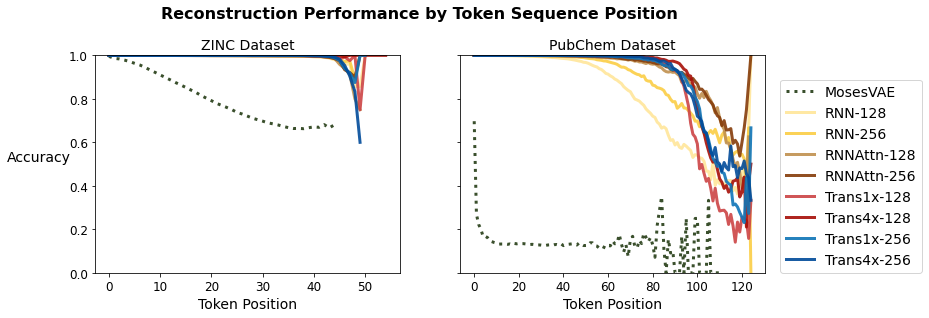 Reconstruction Performance by Token Sequence Position
ZINC Dataset
PubChem Dataset
Accuracy
1.0
0.8
0.6
0.4
0.2
0.0
0 10 20 30 40 50
0 20 40 60 80 100 120
Token Position
Token Position
MosesVAE
RNN-128
RNN-256
RNNAttn-128
RNNAttn-256
Trans1x-128
Trans4x-128
Trans1x-256
Trans4x-256